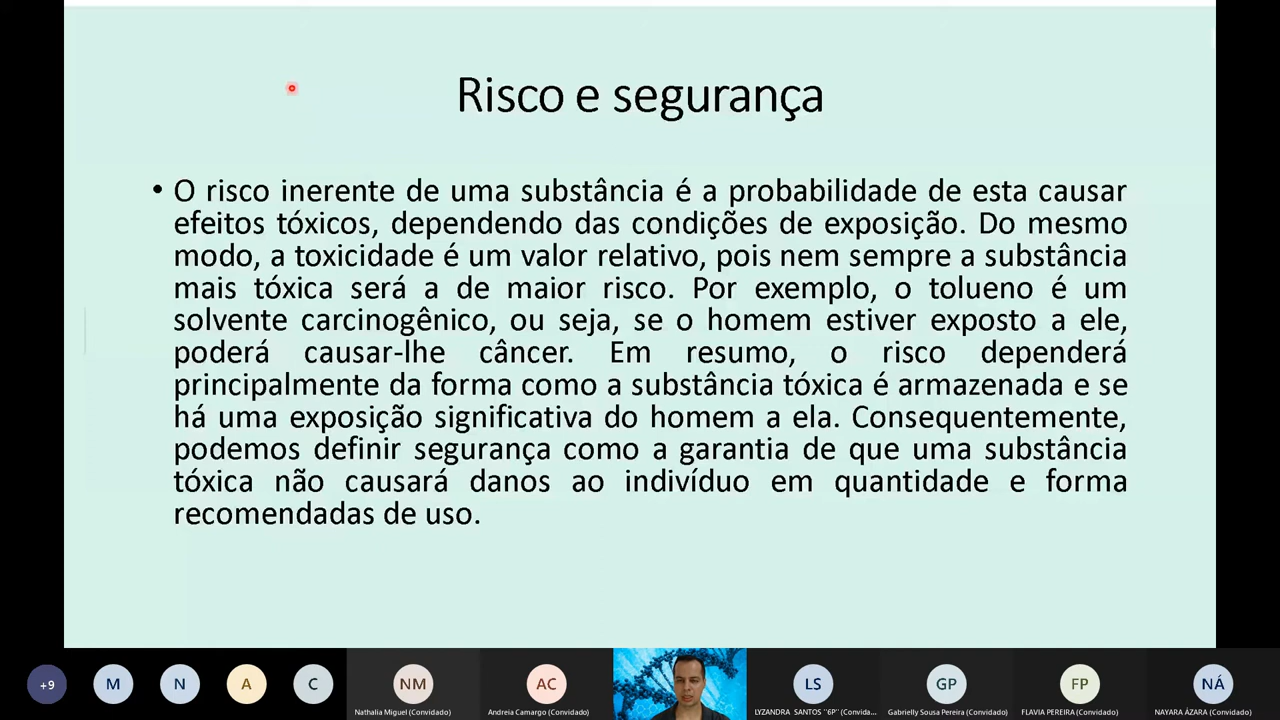 Risco e segurança
• O risco inerente de uma substância é a probabilidade de esta causar
efeitos tóxicos, dependendo das condições de exposição. Do mesmo
modo, a toxicidade é um valor relativo, pois nem sempre a substância
mais tóxica será a de maior risco. Por exemplo, o tolueno é um
solvente carcinogênico, ou seja, se o homem estiver exposto a ele,
poderá causar-lhe câncer. Em resumo, o risco dependerá
principalmente da forma como a substância tóxica é armazenada e se
há uma exposição significativa do homem a ela. Consequentemente,
podemos definir segurança como a garantia de que uma substância
tóxica não causará danos ao indivíduo em quantidade e forma
recomendadas de uso.
+9 M N A C NM AC LS GP FP NÁ
Nathalia Miguel (Convidado) Andreia Camargo (Convidado) LYZANDRA SANTOS "6P" (Convida... Gabrielly Sousa Pereira (Convidado) FLAVIA PEREIRA (Convidado) NAYARA ÁZARA (Convidado)